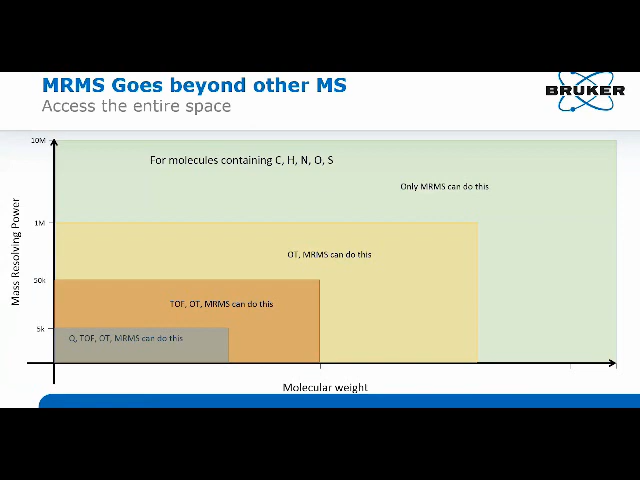 MRMS Goes beyond other MS
Access the entire space
BRUKER
10M
For molecules containing C, H, N, O, S
Only MRMS can do this
Mass Resolving Power
1M
OT, MRMS can do this
50k
TOF, OT, MRMS can do this
5k
Q, TOF, OT, MRMS can do this
Molecular weight